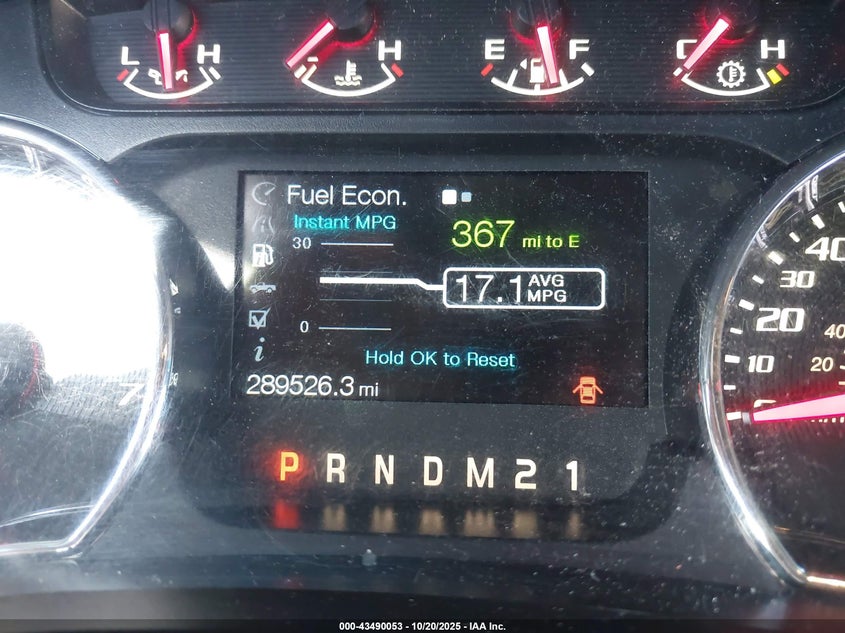 L H H E F C H
Fuel Econ.
Instant MPG
367 mi to E
30
17.1 AVG MPG
0
Hold OK to Reset
289526.3 mi
P R N D M 2 1
40
30
20
10
40
20
000-43490053 - 10/20/2025 - IAA Inc.